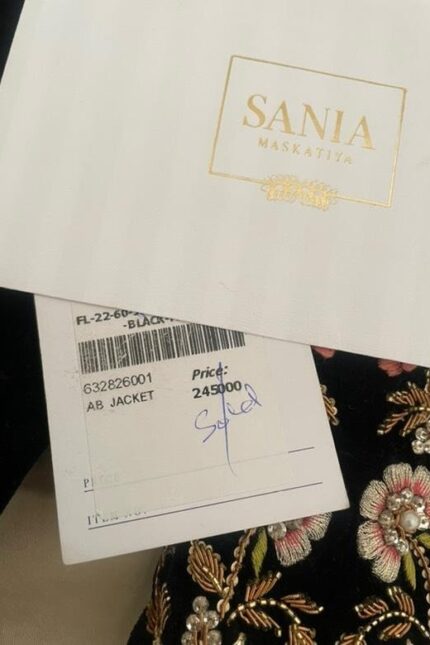 SANIA
MASKATIYA
FL-22-60-
-BLACK-
632826001
AB JACKET
Price:
245000
Sold